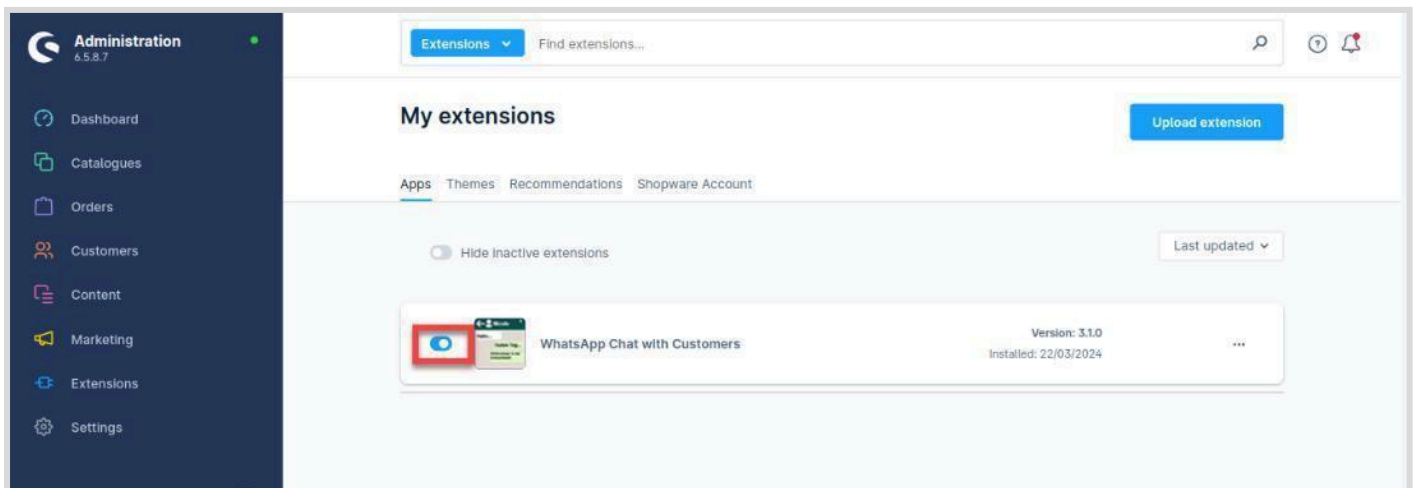 Administration
6.5.8.7
Extensions
Find extensions...
Dashboard
Catalogues
Orders
Customers
Content
Marketing
Extensions
Settings
My extensions
Upload extension
Apps Themes Recommendations Shopware Account
Hide inactive extensions
Last updated
WhatsApp Chat with Customers
Version: 3.1.0
Installed: 22/03/2024
...